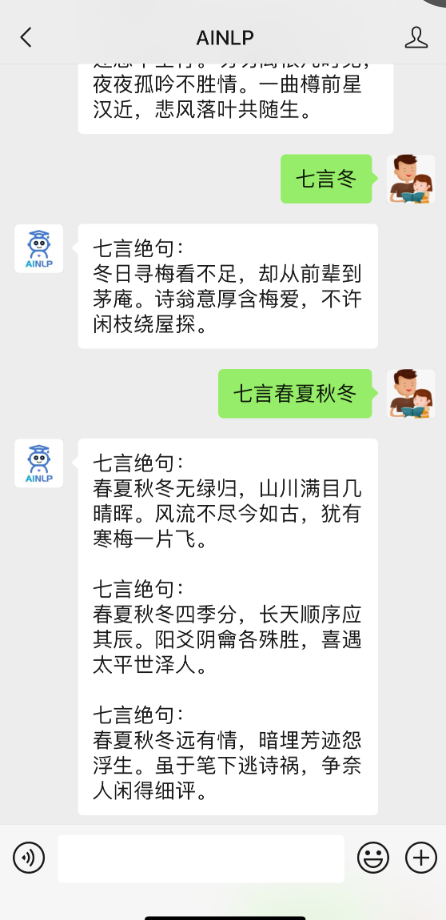 AINLP
夜夜孤吟不胜情。一曲樽前星
汉近，悲风落叶共随生。
七言冬
AINLP
七言绝句：
冬日寻梅看不足，却从前辈到
茅庵。诗翁意厚含梅爱，不许
闲枝绕屋探。
七言春夏秋冬
AINLP
七言绝句：
春夏秋冬无绿归，山川满目几
晴晖。风流不尽今如古，犹有
寒梅一片飞。
七言绝句：
春夏秋冬四季分，长天顺序应
其辰。阳爻阴龠各殊胜，喜遇
太平世泽人。
七言绝句：
春夏秋冬远有情，暗埋芳迹怨
浮生。虽于笔下逃诗祸，争奈
人闲得细评。